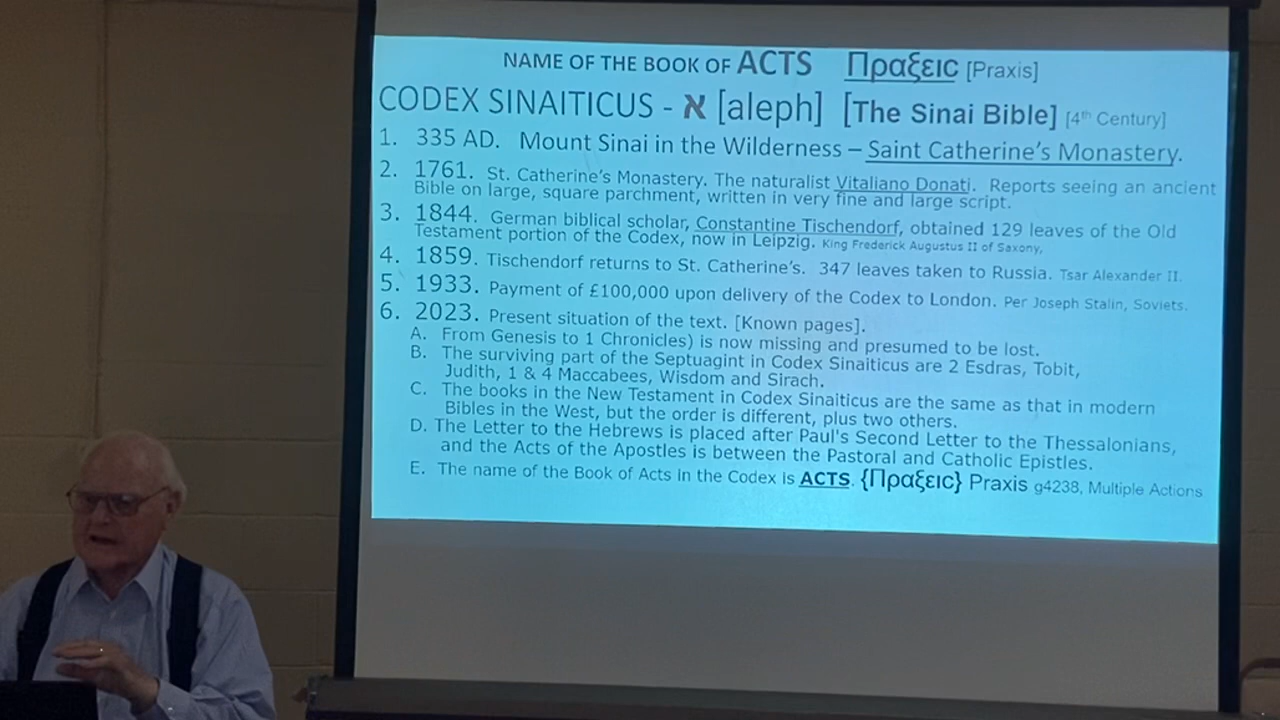 NAME OF THE BOOK OF ACTS Πραξειс [Praxis]
CODEX SINAITICUS - א [aleph] [The Sinai Bible] [4th Century]
1. 335 AD. Mount Sinai in the Wilderness – Saint Catherine's Monastery.
2. 1761. St. Catherine's Monastery. The naturalist Vitaliano Donati. Reports seeing an ancient
Bible on large, square parchment, written in very fine and large script.
3. 1844. German biblical scholar, Constantine Tischendorf, obtained 129 leaves of the Old
Testament portion of the Codex, now in Leipzig. King Frederick Augustus II of Saxony,
4. 1859. Tischendorf returns to St. Catherine's. 347 leaves taken to Russia. Tsar Alexander II.
5. 1933. Payment of £100,000 upon delivery of the Codex to London. Per Joseph Stalin, Soviets.
6. 2023. Present situation of the text. [Known pages].
A. From Genesis to 1 Chronicles) is now missing and presumed to be lost.
B. The surviving part of the Septuagint in Codex Sinaiticus are 2 Esdras, Tobit,
Judith, 1 & 4 Maccabees, Wisdom and Sirach.
C. The books in the New Testament in Codex Sinaiticus are the same as that in modern
Bibles in the West, but the order is different, plus two others.
D. The Letter to the Hebrews is placed after Paul's Second Letter to the Thessalonians,
and the Acts of the Apostles is between the Pastoral and Catholic Epistles.
E. The name of the Book of Acts in the Codex is ACTS. {Πραξειс} Praxis g4238, Multiple Actions